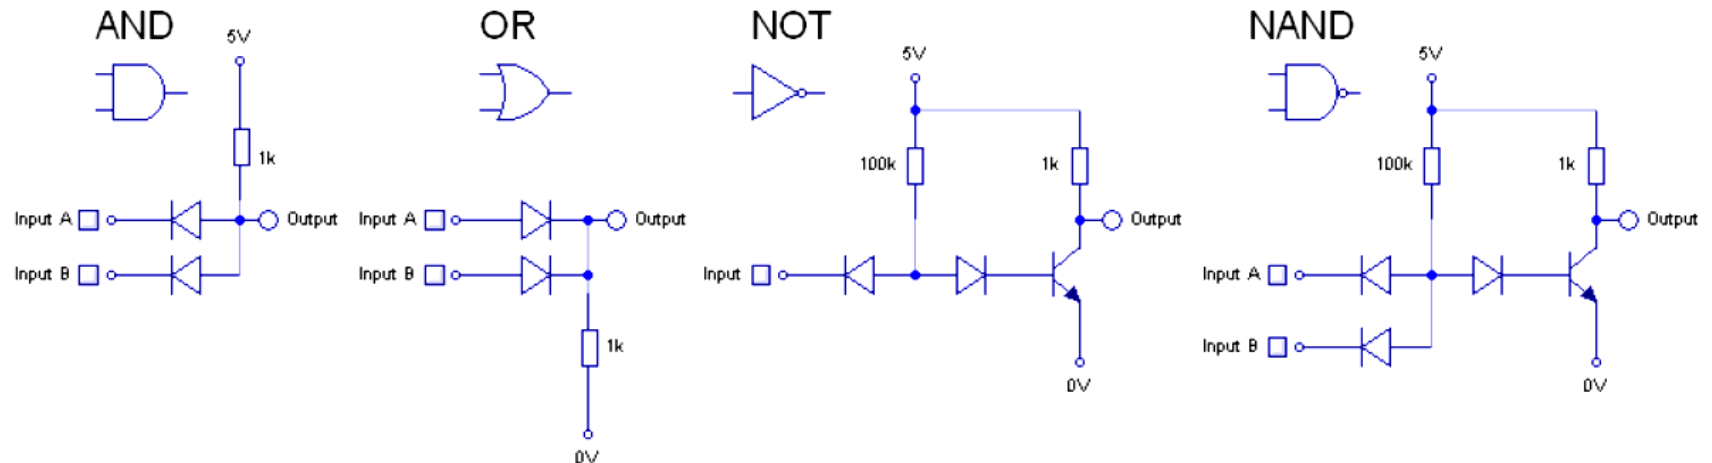 AND
5V
1k
Input A
Output
Input B
OR
Input A
Output
Input B
1k
0V
NOT
5V
100k
1k
Output
Input
0V
NAND
5V
100k
1k
Output
Input A
Input B
0V